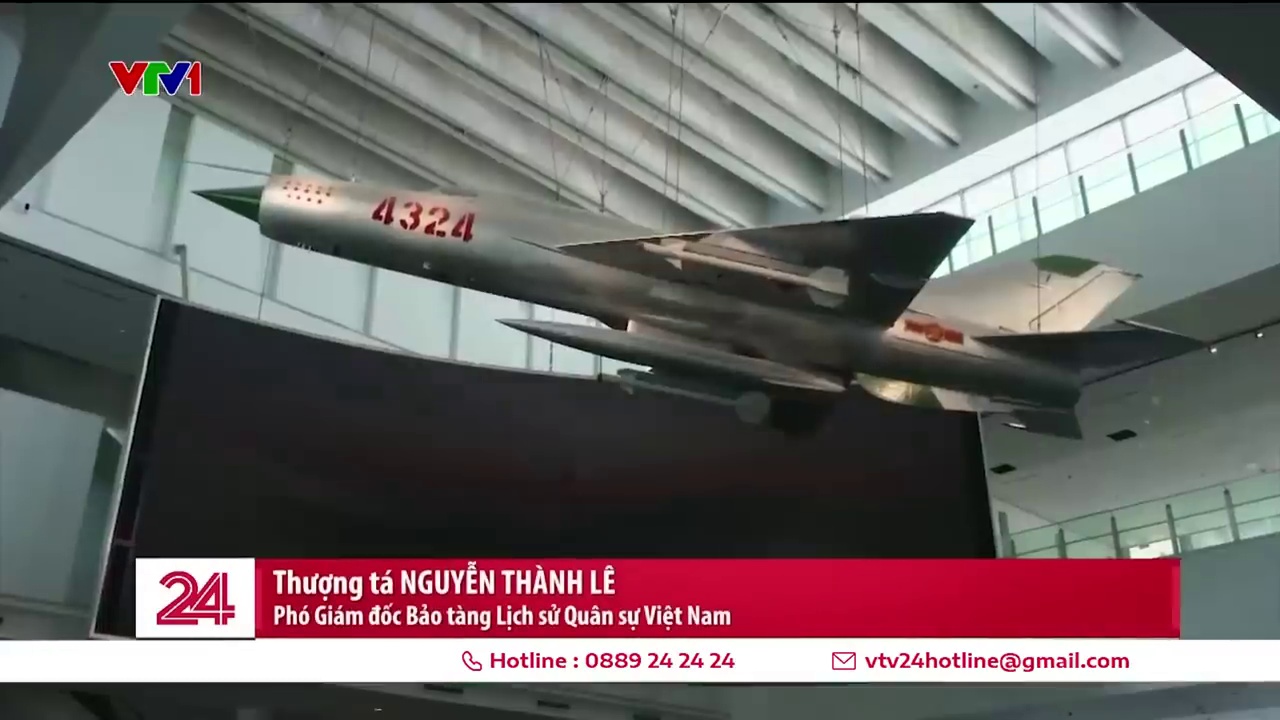 VTV1
4324
24
Thượng tá NGUYỄN THÀNH LÊ
Phó Giám đốc Bảo tàng Lịch sử Quân sự Việt Nam
Hotline : 0889 24 24 24
vtv24hotline@gmail.com